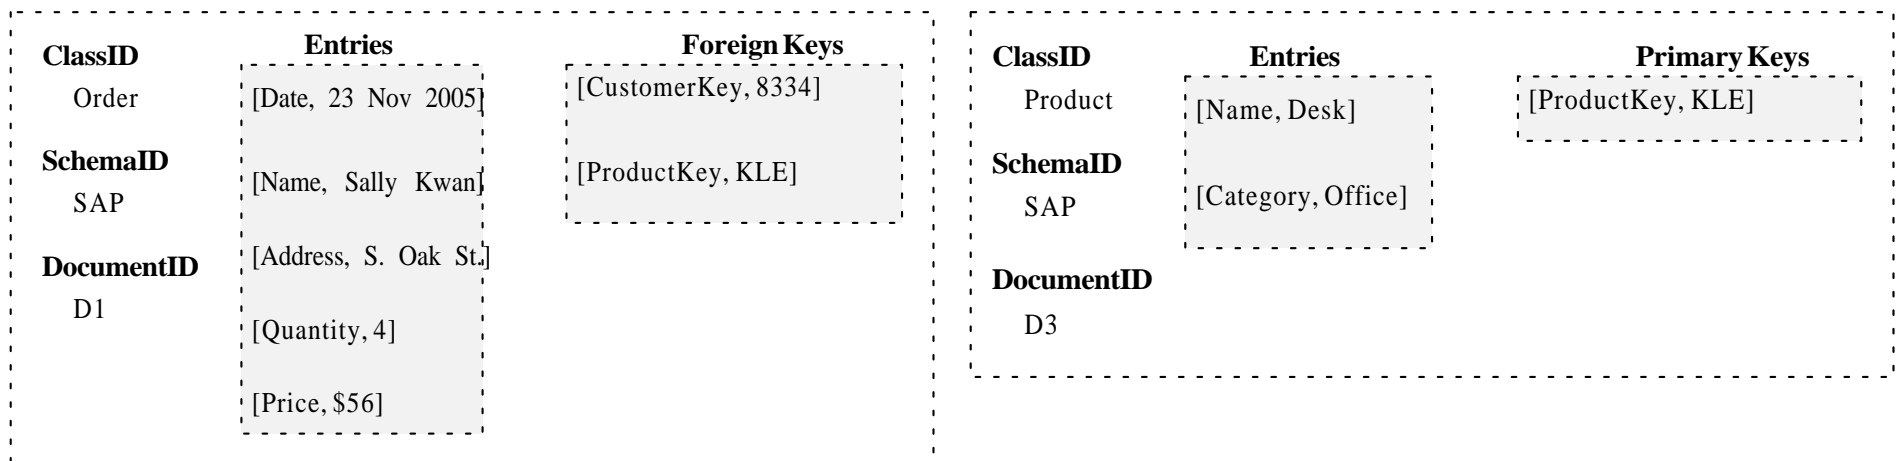 ClassID
Order
SchemaID
SAP
DocumentID
D1
Entries
[Date, 23 Nov 2005]
[Name, Sally Kwan]
[Address, S. Oak St.]
[Quantity, 4]
[Price, $56]
Foreign Keys
[CustomerKey, 8334]
[ProductKey, KLE]
ClassID
Product
SchemaID
SAP
DocumentID
D3
Entries
[Name, Desk]
[Category, Office]
Primary Keys
[ProductKey, KLE]